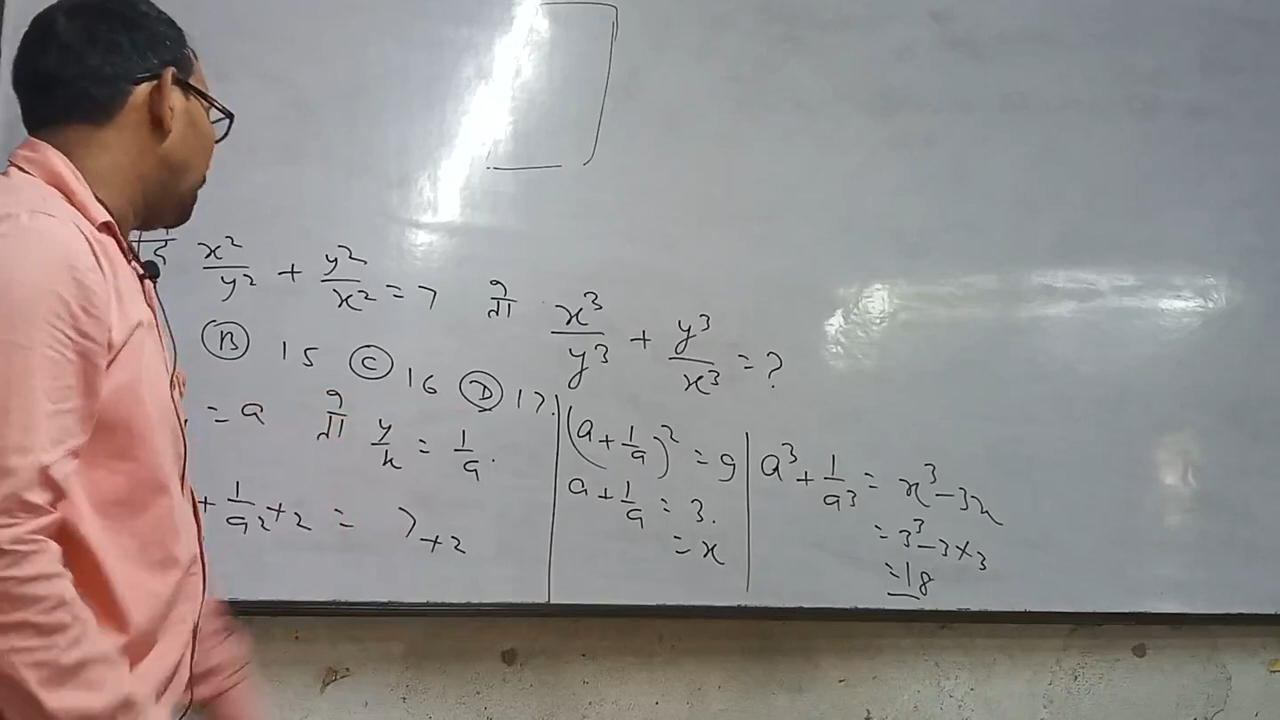 x²/y² + y²/x² = 7 तो x³/y³ + y³/x³ = ?
(B) 15 (C) 16 (D) 17.
= a तो y/x = 1/a.
+ 1/a² + 2 = 7 + 2
(a + 1/a)² = 9
a + 1/a = 3.
= x
a³ + 1/a³ = x³ - 3x
= 3³ - 3 × 3
= 18